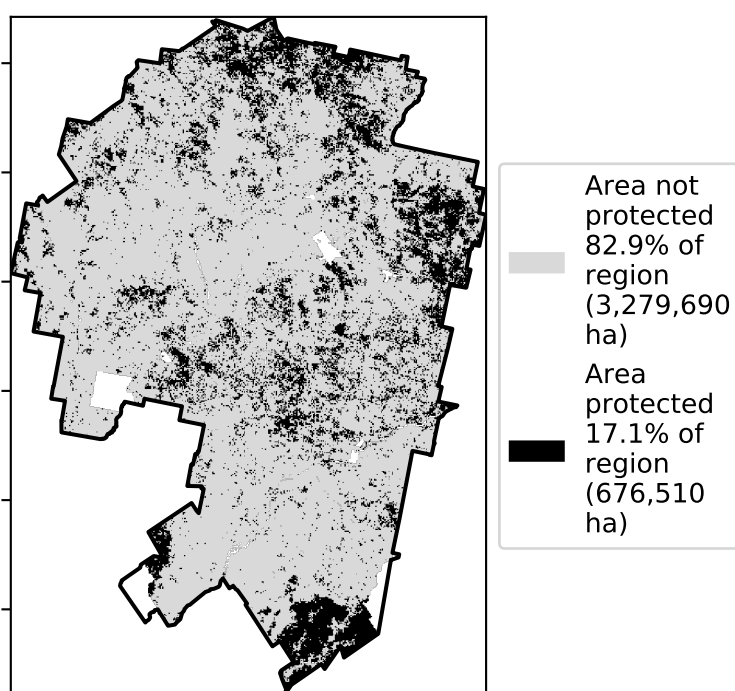 Area not
protected
82.9% of
region
(3,279,690
ha)
Area
protected
17.1% of
region
(676,510
ha)